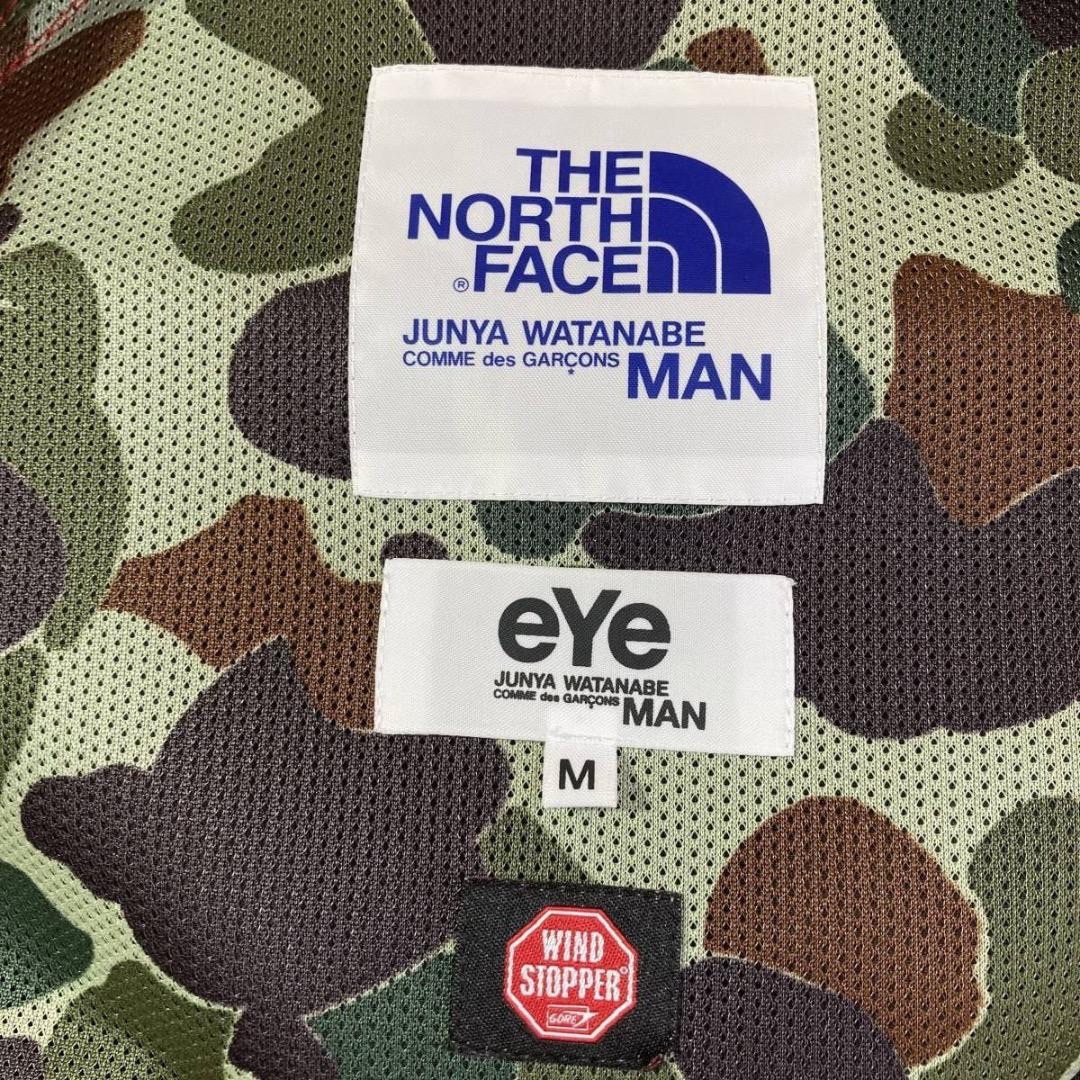 THE
NORTH
® FACE
JUNYA WATANABE
COMME des GARÇONS MAN
eYe
JUNYA WATANABE
COMME des GARÇONS MAN
M
WIND
STOPPER®
GORE